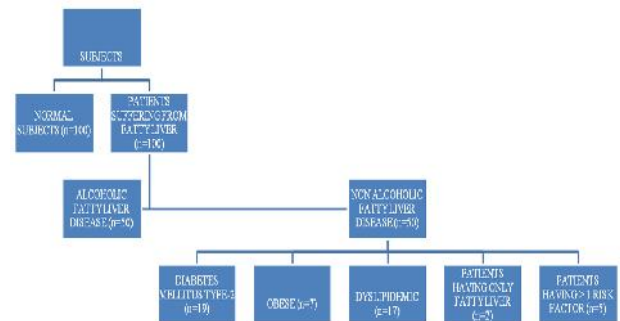 SUBJECTS
NORMAL
SUBJECTS (n=100)
PATIENTS
SUFFERING FROM
FATTY LIVER
(n=100)
ALCOHOLIC
FATTY LIVER
DISEASE (n=50)
NON ALCOHOLIC
FATTY LIVER
DISEASE (n=50)
DIABETES
MELLITUS TYPE-2
(n=19)
OBESE (n=7)
DYSLIPIDEMIC
(n=17)
PATIENTS
HAVING ONLY
FATTY LIVER
PATIENTS
HAVING >1 RISK
FACTOR